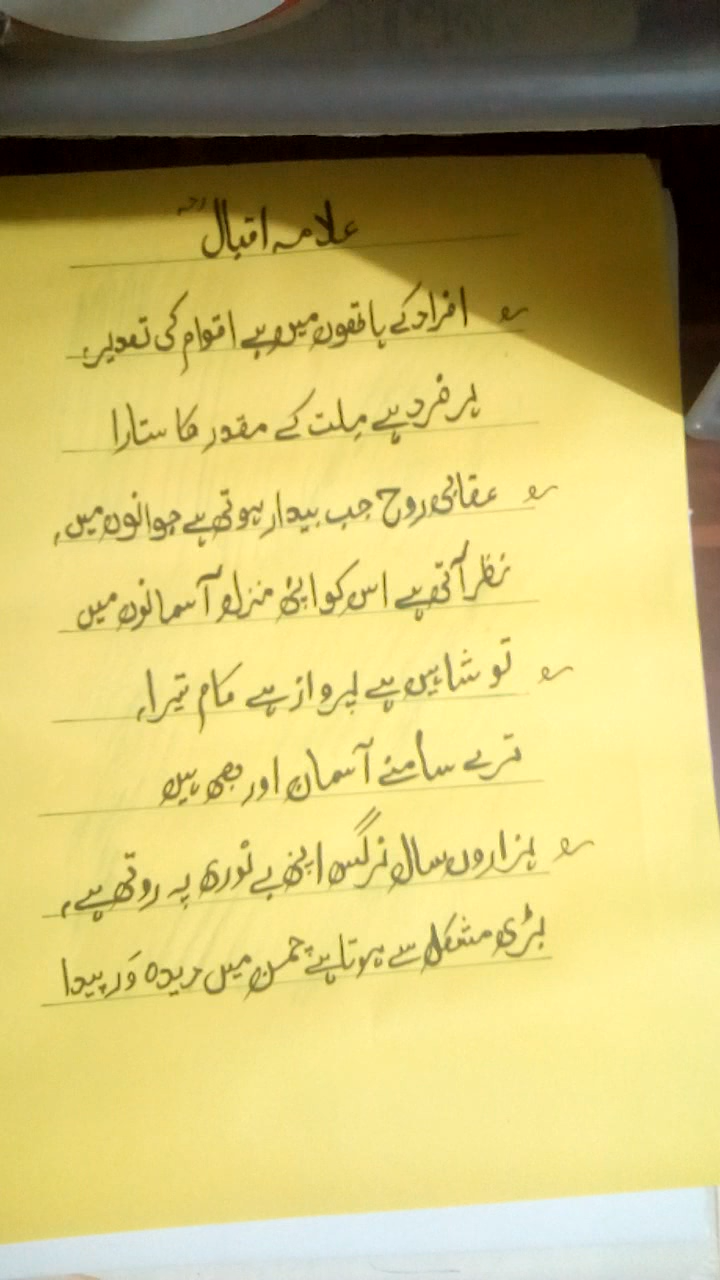 علامہ اقبالؒ
؎ افراد کے ہاتھوں میں ہے اقوام کی تقدیر،
ہر فرد ہے مِلت کے مقدر کا ستارا
؎ عقابی روح جب بیدار ہوتی ہے جوانوں میں،
نظر آتی ہے اس کو اپنی منزل آسمانوں میں
؎ تو شاہیں ہے پرواز ہے کام تیرا،
ترے سامنے آسمان اور بھی ہیں
؎ ہزاروں سال نرگس اپنی بے نوری پہ روتی ہے،
بڑی مشکل سے ہوتا ہے چمن میں دیدہ وَر پیدا